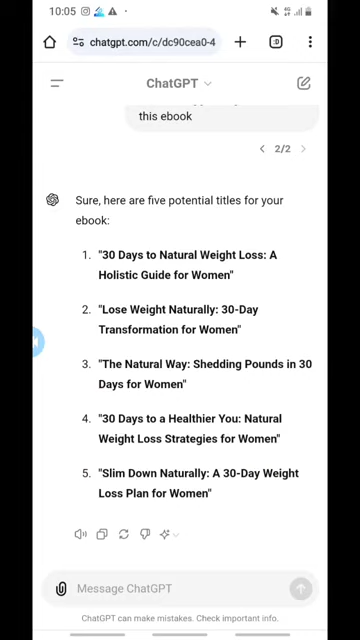 10:05
chatgpt.com/c/dc90cea0-4
ChatGPT
this ebook
2/2
Sure, here are five potential titles for your
ebook:
1. "30 Days to Natural Weight Loss: A
Holistic Guide for Women"
2. "Lose Weight Naturally: 30-Day
Transformation for Women"
3. "The Natural Way: Shedding Pounds in 30
Days for Women"
4. "30 Days to a Healthier You: Natural
Weight Loss Strategies for Women"
5. "Slim Down Naturally: A 30-Day Weight
Loss Plan for Women"
Message ChatGPT
ChatGPT can make mistakes. Check important info.